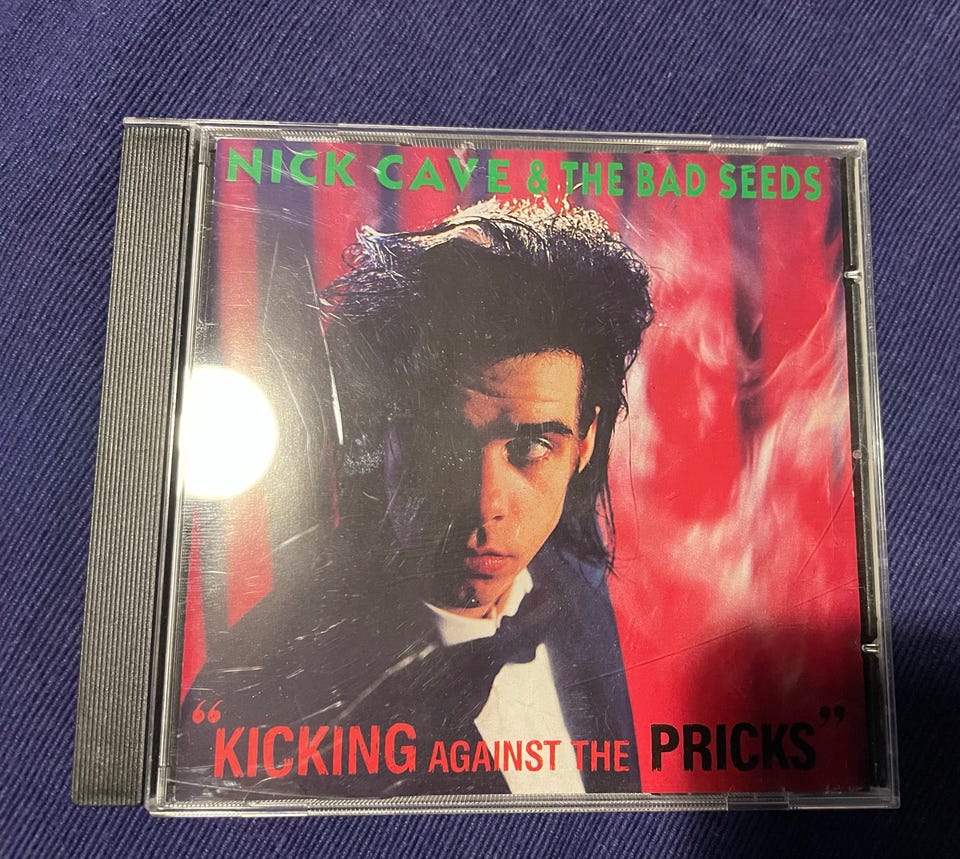 NICK CAVE & THE BAD SEEDS
“KICKING AGAINST THE PRICKS”